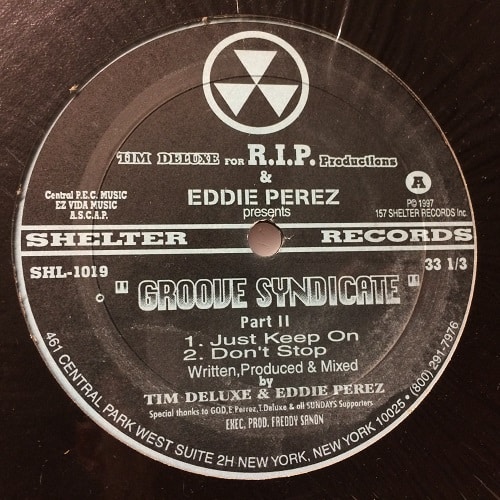 TIM DELUXE FOR R.I.P. Productions
&
EDDIE PEREZ
presents
Central P.E.C. MUSIC
EZ VIDA MUSIC
A.S.C.A.P.
A
P© 1997
157 SHELTER RECORDS Inc.
SHELTER RECORDS
SHL-1019
33 1/3
© "GROOVE SYNDICATE"
Part II
1. Just Keep On
2. Don't Stop
Written,Produced & Mixed
by
TIM DELUXE & EDDIE PEREZ
Special thanks to GOD,E.Perrez,T.Deluxe & all SUNDAYS Supporters
EXEC. PROD. FREDDY SANON
461 CENTRAL PARK WEST SUITE 2H NEW YORK, NEW YORK 10025 • (800) 291-7976